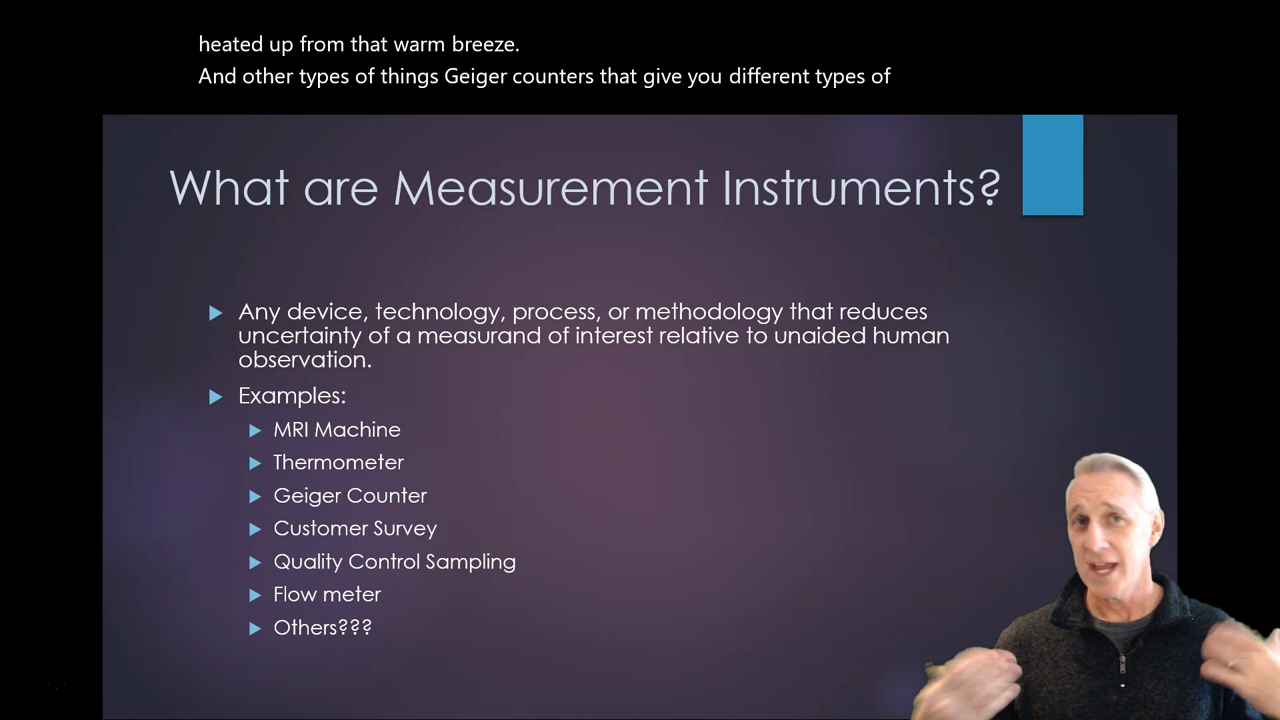 heated up from that warm breeze.
And other types of things Geiger counters that give you different types of
What are Measurement Instruments?
Any device, technology, process, or methodology that reduces
uncertainty of a measurand of interest relative to unaided human
observation.
Examples:
MRI Machine
Thermometer
Geiger Counter
Customer Survey
Quality Control Sampling
Flow meter
Others???